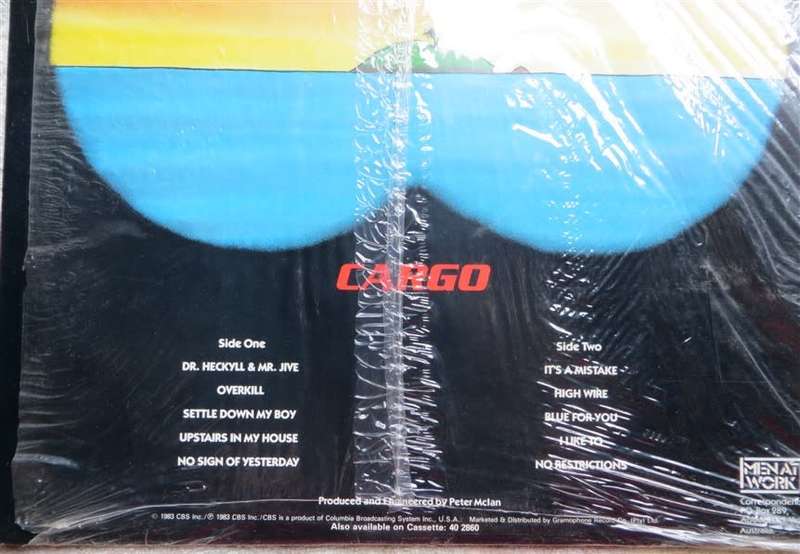 CARGO
Side One
DR. HECKYLL & MR. JIVE
OVERKILL
SETTLE DOWN MY BOY
UPSTAIRS IN MY HOUSE
NO SIGN OF YESTERDAY
Side Two
IT'S A MISTAKE
HIGH WIRE
BLUE FOR YOU
I LIKE TO
NO RESTRICTIONS
Produced and Engineered by Peter McIan
© 1983 CBS Inc./℗ 1983 CBS Inc./CBS is a product of Columbia Broadcasting System Inc., U.S.A. Marketed & Distributed by Gramophone Record Co. (Pty) Ltd.
Also available on Cassette: 40 2860
MEN AT
WORK
Correspondence
P.O. Box 289,
Australia.